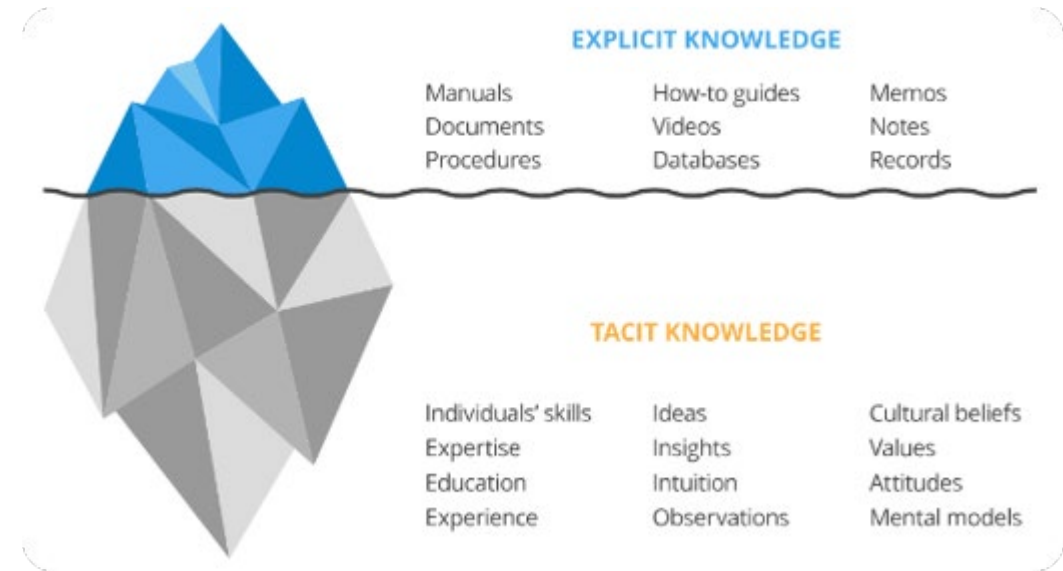 EXPLICIT KNOWLEDGE
Manuals How-to guides Memos
Documents Videos Notes
Procedures Databases Records
TACIT KNOWLEDGE
Individuals' skills Ideas Cultural beliefs
Expertise Insights Values
Education Intuition Attitudes
Experience Observations Mental models